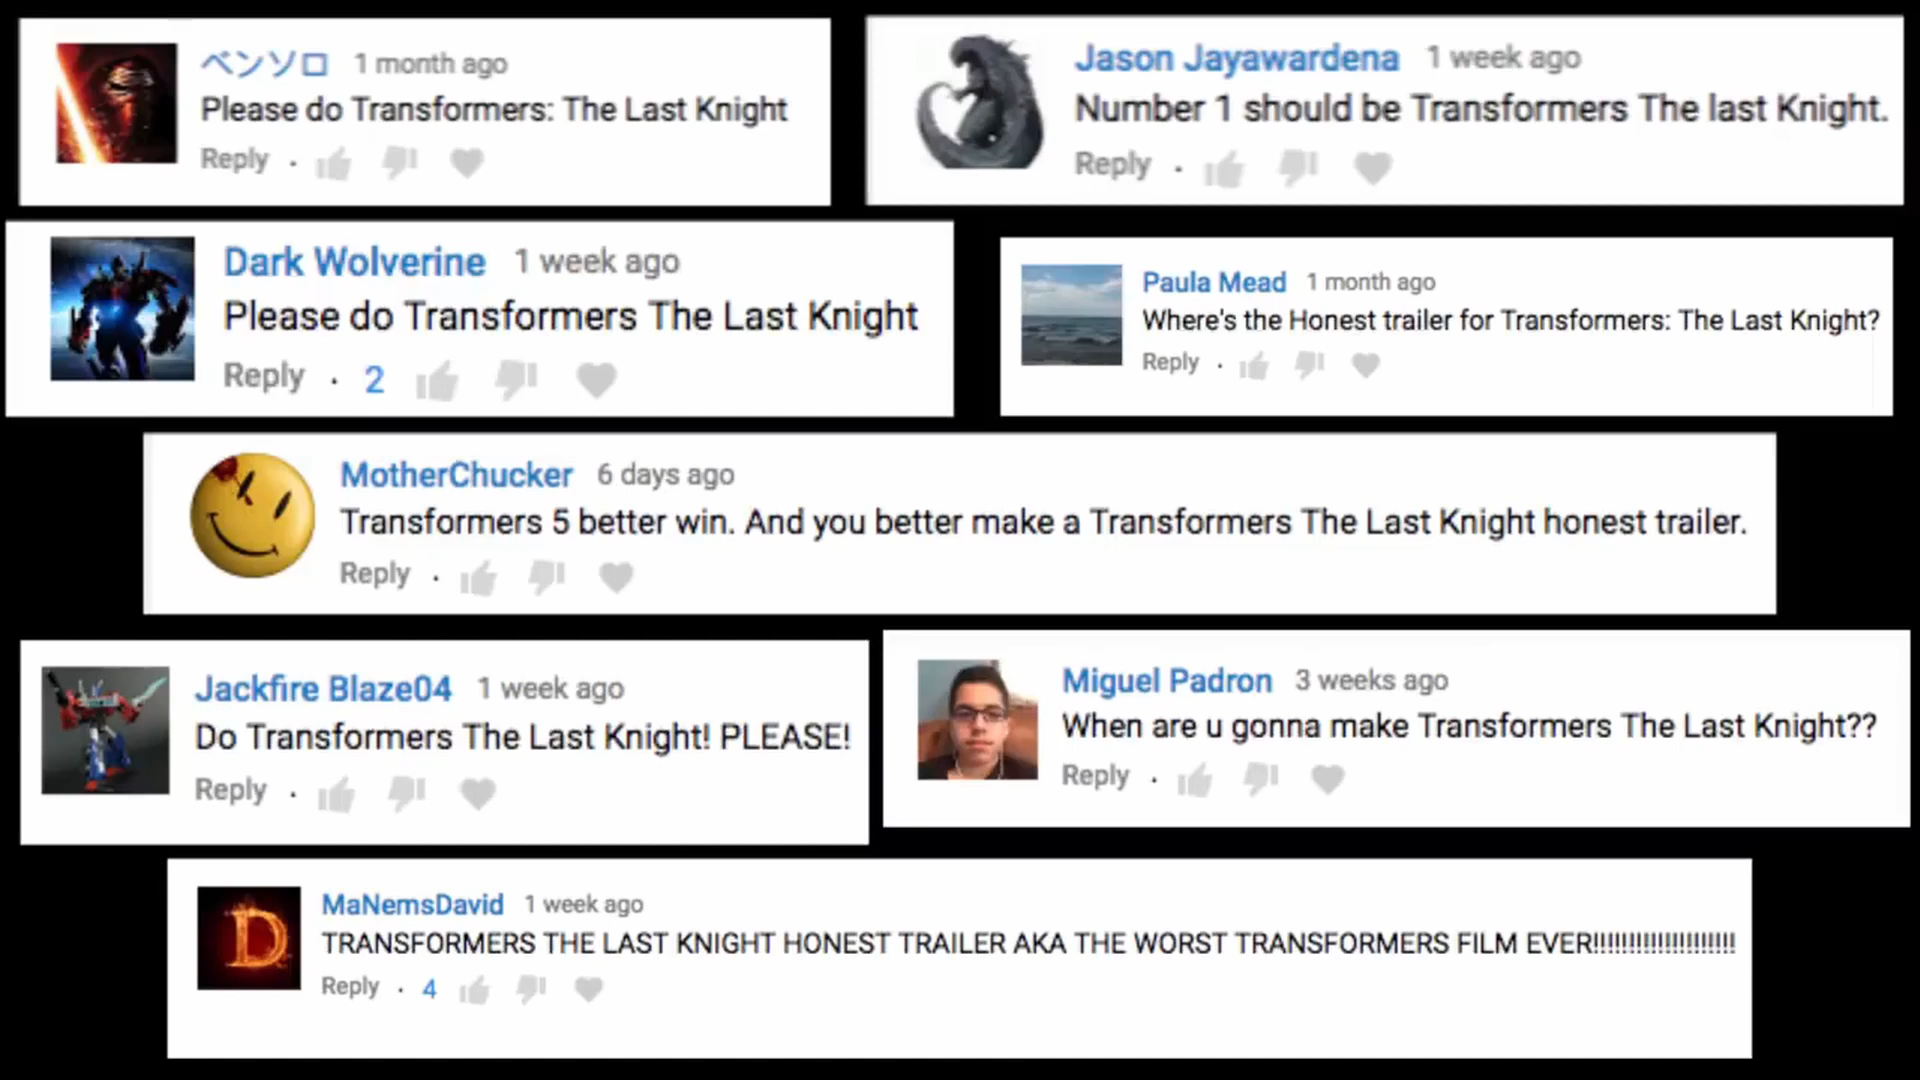 ベンソロ 1 month ago
Please do Transformers: The Last Knight
Reply
Jason Jayawardena 1 week ago
Number 1 should be Transformers The last Knight.
Reply
Dark Wolverine 1 week ago
Please do Transformers The Last Knight
Reply · 2
Paula Mead 1 month ago
Where's the Honest trailer for Transformers: The Last Knight?
Reply
MotherChucker 6 days ago
Transformers 5 better win. And you better make a Transformers The Last Knight honest trailer.
Reply
Jackfire Blaze04 1 week ago
Do Transformers The Last Knight! PLEASE!
Reply
Miguel Padron 3 weeks ago
When are u gonna make Transformers The Last Knight??
Reply
D
MaNemsDavid 1 week ago
TRANSFORMERS THE LAST KNIGHT HONEST TRAILER AKA THE WORST TRANSFORMERS FILM EVER!!!!!!!!!!!!!!!!!!!!
Reply · 4